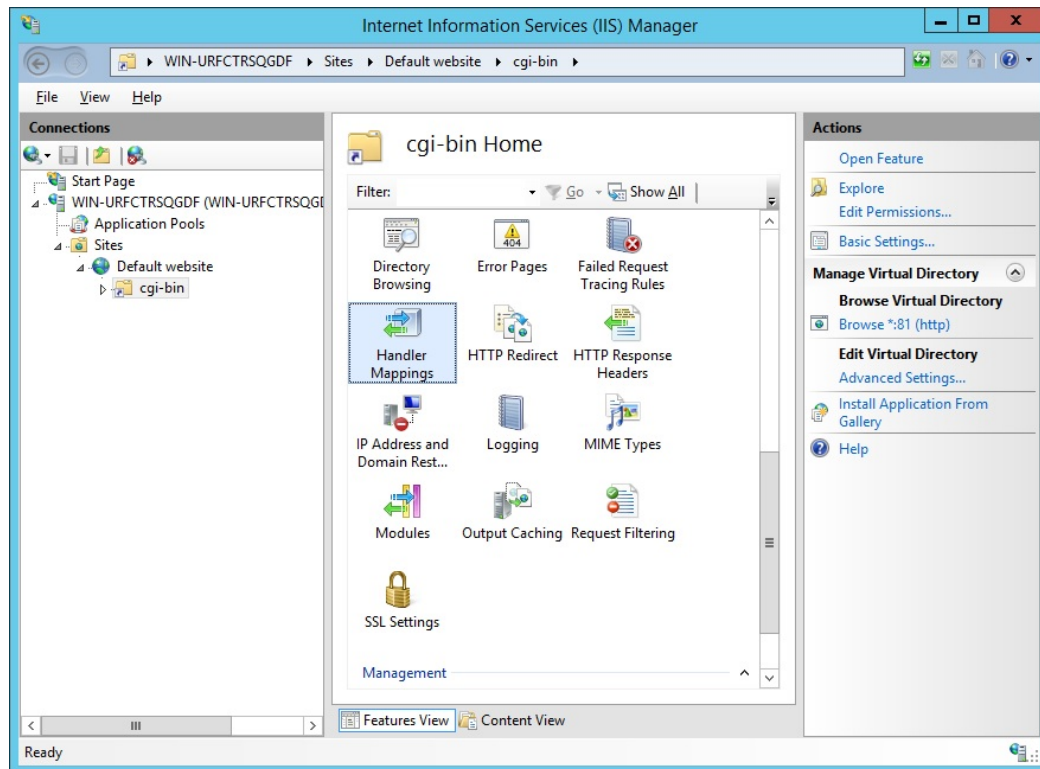 Internet Information Services (IIS) Manager
WIN-URFCTRSQGDF Sites Default website cgi-bin
File View Help
Connections
Start Page
WIN-URFCTRSQGDF (WIN-URFCTRSQGI
Application Pools
Sites
Default website
cgi-bin
cgi-bin Home
Filter: Go Show All
404
Directory
Browsing
Error Pages
Failed Request
Tracing Rules
Handler
Mappings
HTTP Redirect
HTTP Response
Headers
IP Address and
Domain Rest...
Logging
MIME Types
Modules
Output Caching
Request Filtering
SSL Settings
Management
Features View Content View
Actions
Open Feature
Explore
Edit Permissions...
Basic Settings...
Manage Virtual Directory
Browse Virtual Directory
Browse *:81 (http)
Edit Virtual Directory
Advanced Settings...
Install Application From
Gallery
Help
Ready